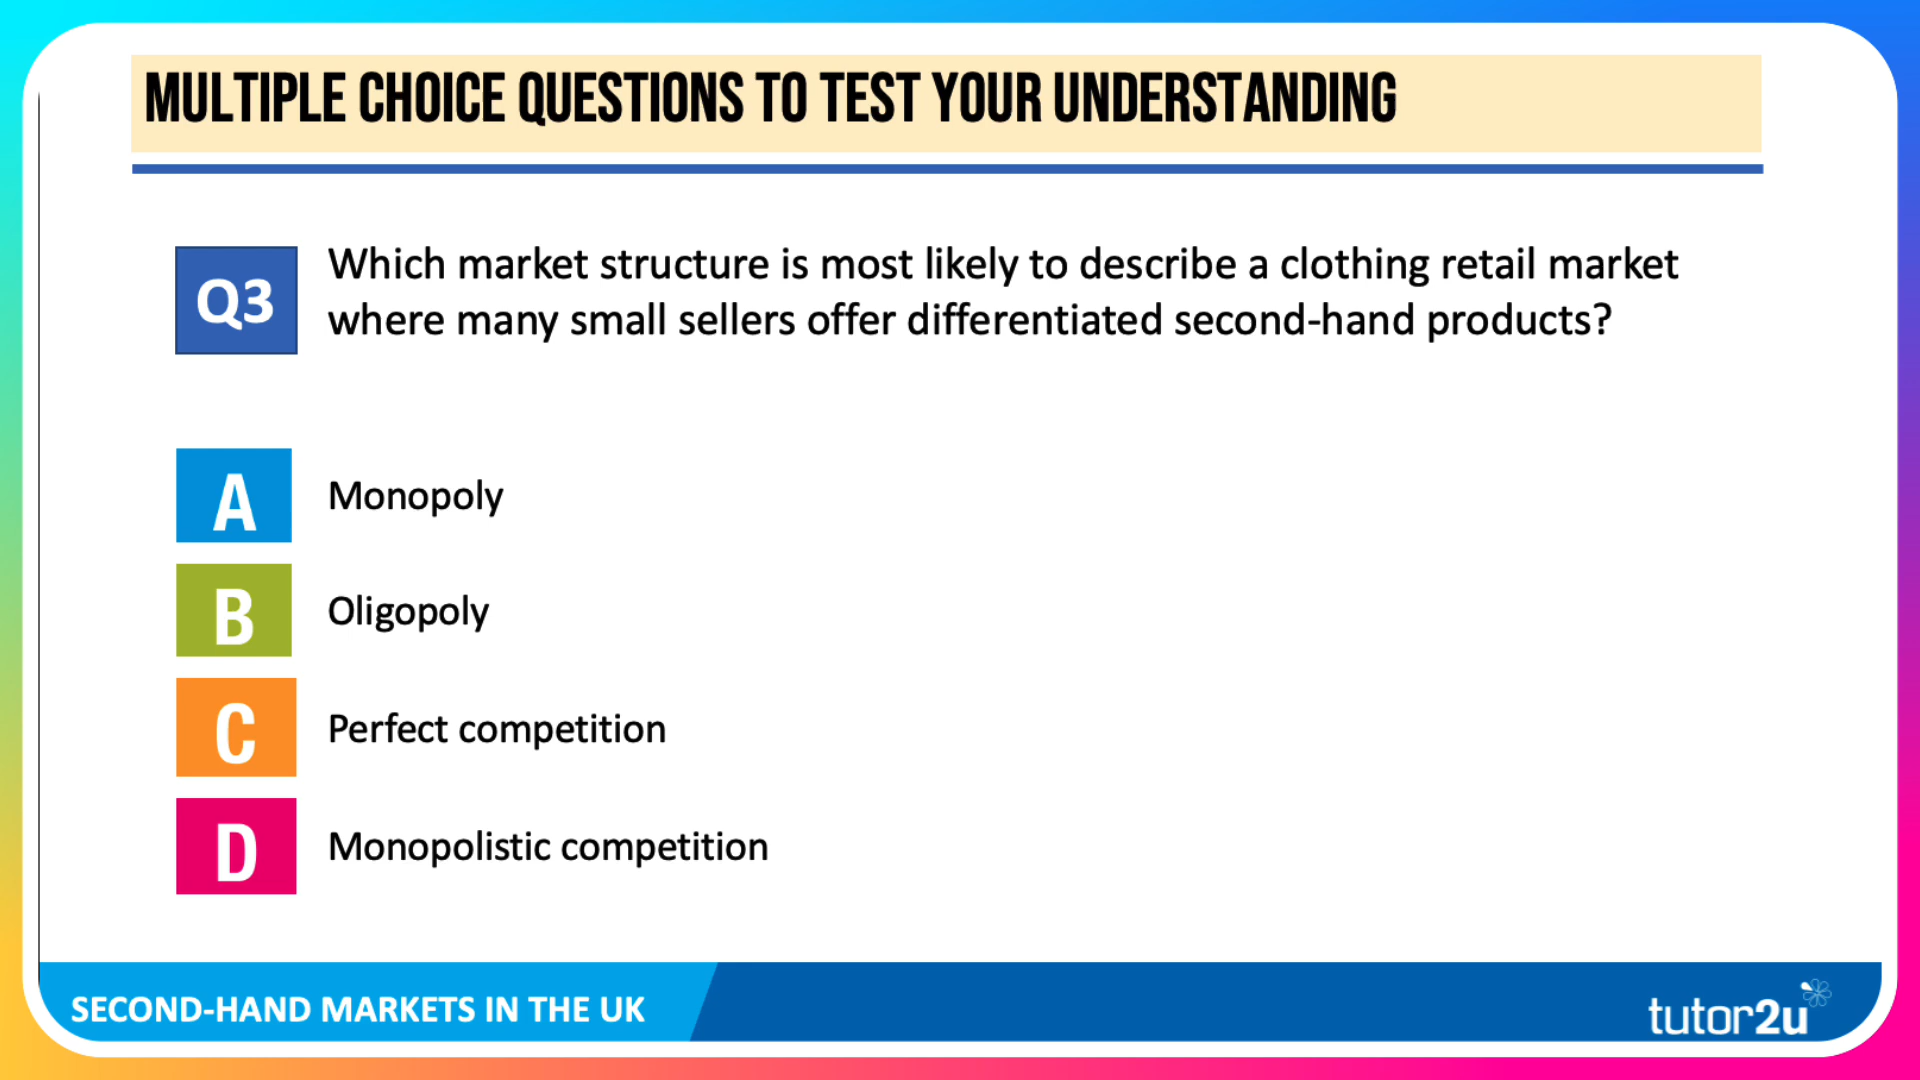 MULTIPLE CHOICE QUESTIONS TO TEST YOUR UNDERSTANDING
Q3
Which market structure is most likely to describe a clothing retail market
where many small sellers offer differentiated second-hand products?
A
Monopoly
B
Oligopoly
C
Perfect competition
D
Monopolistic competition
SECOND-HAND MARKETS IN THE UK
tutor2u